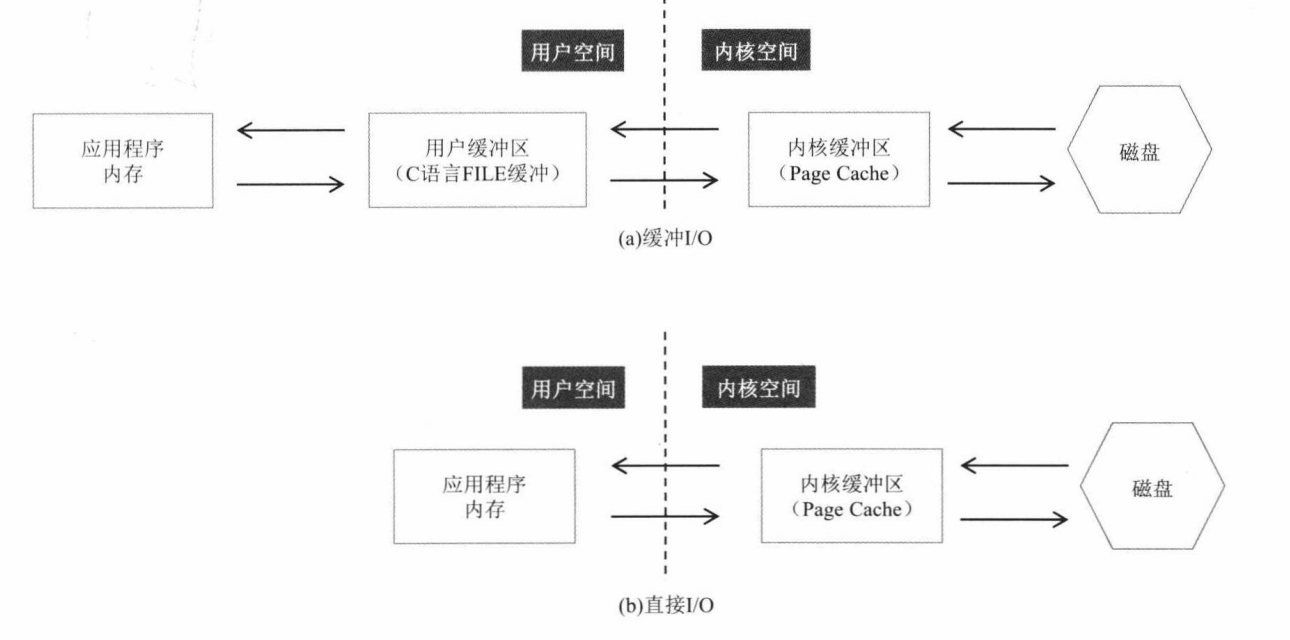 用户空间
内核空间
应用程序
内存
用户缓冲区
（C语言FILE缓冲）
内核缓冲区
（Page Cache）
磁盘
(a)缓冲I/O
用户空间
内核空间
应用程序
内存
内核缓冲区
（Page Cache）
磁盘
(b)直接I/O